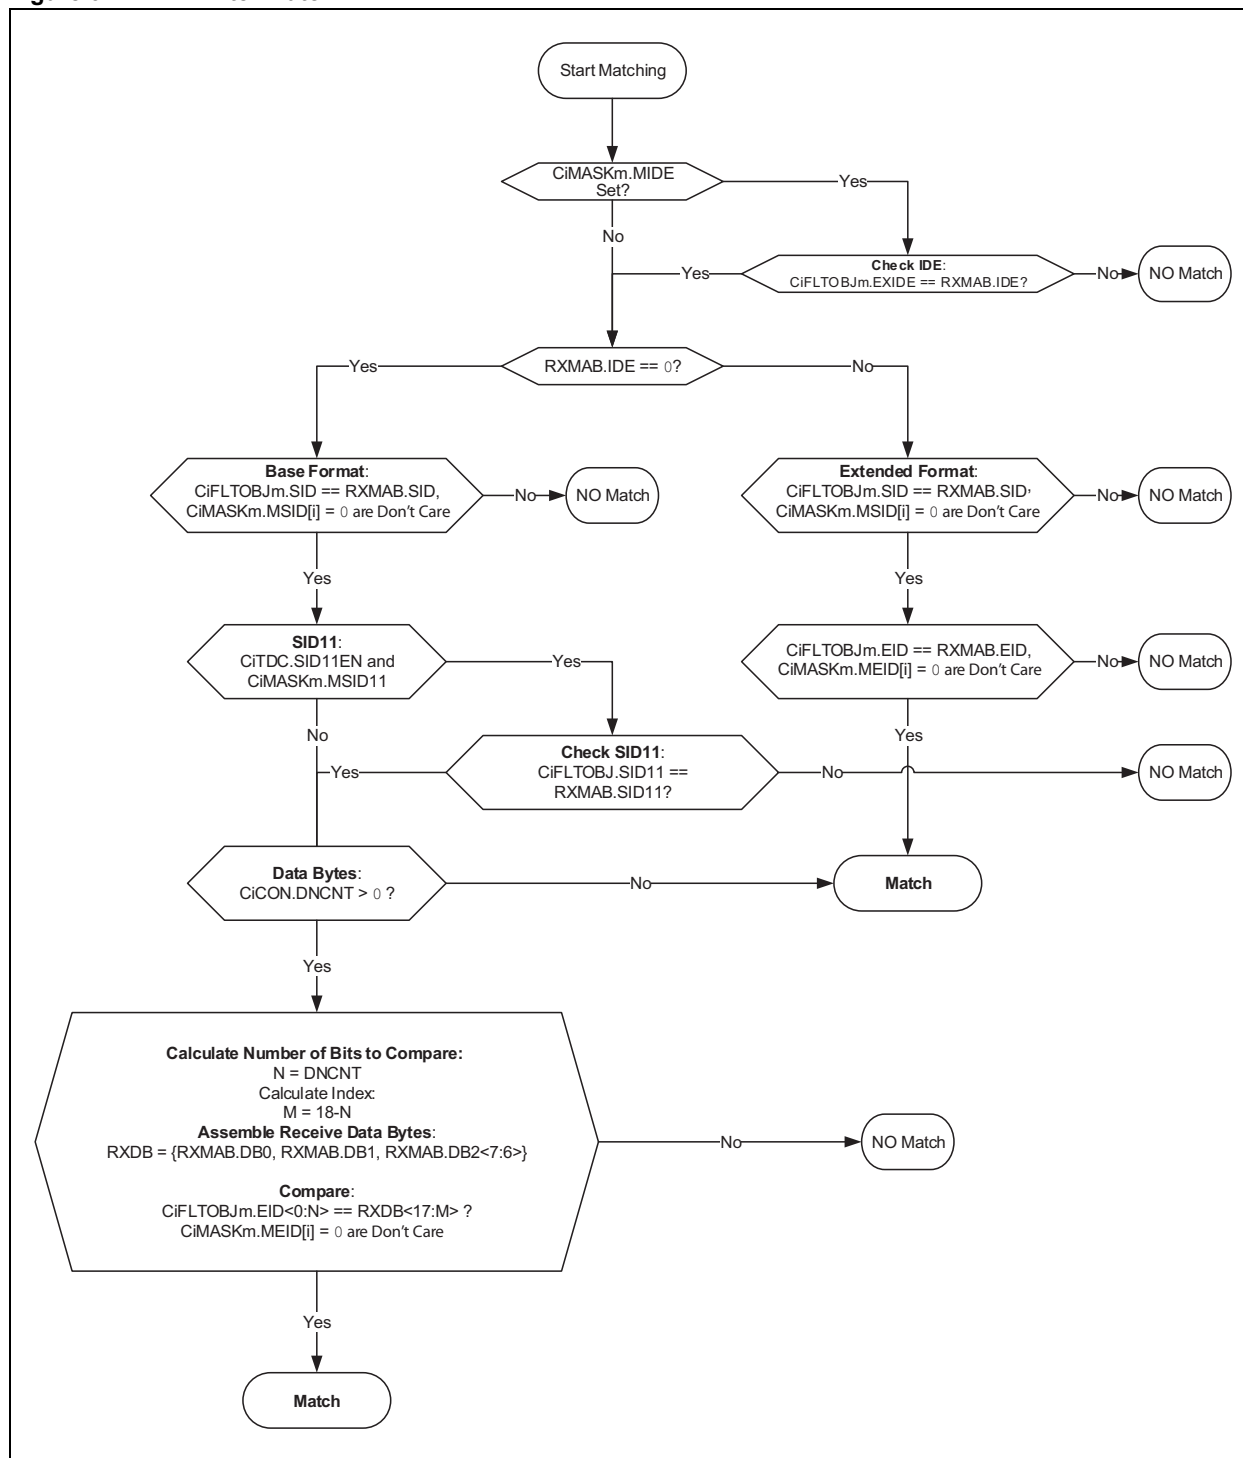 Start Matching
CiMASKm.MIDE
Set?
Yes
No
Check IDE:
CiFLTOBJm.EXIDE == RXMAB.IDE?
Yes
No
NO Match
RXMAB.IDE == 0?
Yes
No
Base Format:
CiFLTOBJm.SID == RXMAB.SID,
CiMASKm.MSID[i] = 0 are Don't Care
No
NO Match
Extended Format:
CiFLTOBJm.SID == RXMAB.SID,
CiMASKm.MSID[i] = 0 are Don't Care
No
NO Match
Yes
Yes
SID11:
CiTDC.SID11EN and
CiMASKm.MSID11
Yes
CiFLTOBJm.EID == RXMAB.EID,
CiMASKm.MEID[i] = 0 are Don't Care
No
NO Match
No
Yes
Check SID11:
CiFLTOBJ.SID11 ==
RXMAB.SID11?
Yes
No
NO Match
Data Bytes:
CiCON.DNCNT > 0 ?
No
Match
Yes
Calculate Number of Bits to Compare:
N = DNCNT
Calculate Index:
M = 18-N
Assemble Receive Data Bytes:
RXDB = {RXMAB.DB0, RXMAB.DB1, RXMAB.DB2<7:6>}
Compare:
CiFLTOBJm.EID<0:N> == RXDB<17:M> ?
CiMASKm.MEID[i] = 0 are Don't Care
No
NO Match
Yes
Match